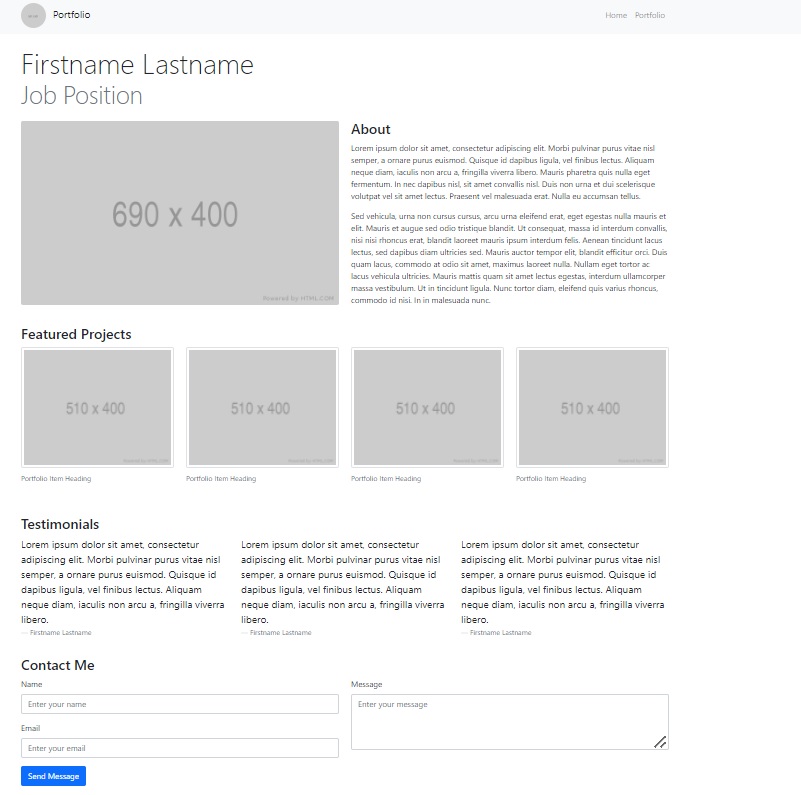 Portfolio
Home Portfolio
Firstname Lastname
Job Position
690 x 400
Powered by HTML.COM
About
Lorem ipsum dolor sit amet, consectetur adipiscing elit. Morbi pulvinar purus vitae nisl
semper, a ornare purus euismod. Quisque id dapibus ligula, vel finibus lectus. Aliquam
neque diam, iaculis non arcu a, fringilla viverra libero. Mauris pharetra quis nulla eget
fermentum. In nec dapibus nisl, sit amet convallis nisl. Duis non urna et dui scelerisque
volutpat vel sit amet lectus. Praesent vel malesuada erat. Nulla eu accumsan tellus.
Sed vehicula, urna non cursus cursus, arcu urna eleifend erat, eget egestas nulla mauris et
elit. Mauris et augue sed odio tristique blandit. Ut consequat, massa id interdum convallis,
nisi nisi rhoncus erat, blandit laoreet mauris ipsum interdum felis. Aenean tincidunt lacus
lectus, sed dapibus diam ultricies sed. Mauris auctor tempor elit, blandit efficitur orci. Duis
quam lacus, commodo at odio sit amet, maximus laoreet nulla. Nullam eget tortor ac
lacus vehicula ultricies. Mauris mattis quam sit amet lectus egestas, interdum ullamcorper
massa vestibulum. Ut in tincidunt ligula. Nunc tortor diam, eleifend quis varius rhoncus,
commodo id nisi. In in malesuada nunc.
Featured Projects
510 x 400
Powered by HTML.COM
510 x 400
Powered by HTML.COM
510 x 400
Powered by HTML.COM
510 x 400
Powered by HTML.COM
Portfolio Item Heading
Portfolio Item Heading
Portfolio Item Heading
Portfolio Item Heading
Testimonials
Lorem ipsum dolor sit amet, consectetur
adipiscing elit. Morbi pulvinar purus vitae nisl
semper, a ornare purus euismod. Quisque id
dapibus ligula, vel finibus lectus. Aliquam
neque diam, iaculis non arcu a, fringilla viverra
libero.
— Firstname Lastname
Lorem ipsum dolor sit amet, consectetur
adipiscing elit. Morbi pulvinar purus vitae nisl
semper, a ornare purus euismod. Quisque id
dapibus ligula, vel finibus lectus. Aliquam
neque diam, iaculis non arcu a, fringilla viverra
libero.
— Firstname Lastname
Lorem ipsum dolor sit amet, consectetur
adipiscing elit. Morbi pulvinar purus vitae nisl
semper, a ornare purus euismod. Quisque id
dapibus ligula, vel finibus lectus. Aliquam
neque diam, iaculis non arcu a, fringilla viverra
libero.
— Firstname Lastname
Contact Me
Name
Enter your name
Email
Enter your email
Message
Enter your message
Send Message